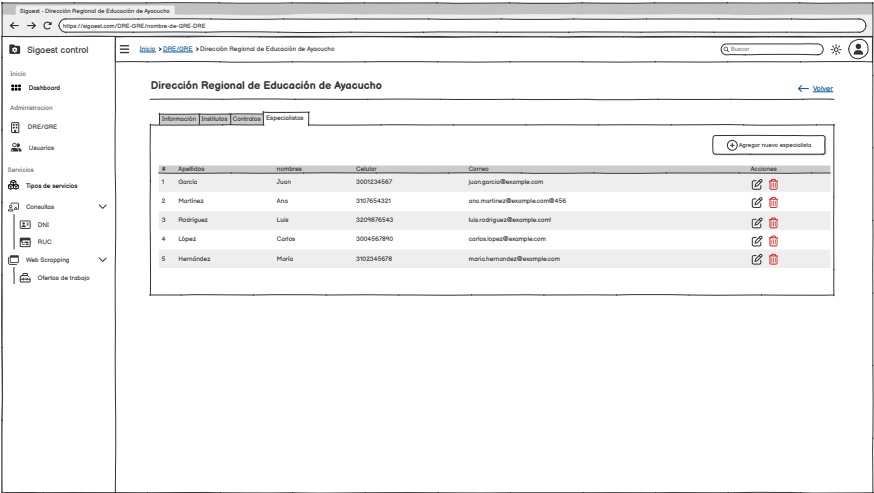 Sigoest - Dirección Regional de Educación de Ayacucho
https://sigoest.com/DRE-GRE/nombre-de-GRE-DRE
Sigoest control
Inicio > DRE/GRE > Dirección Regional de Educación de Ayacucho
Buscar
Inicio
Dashboard
Administracion
DRE/GRE
Usuarios
Servicios
Tipos de servicios
Consultas
DNI
RUC
Web Scrapping
Ofertas de trabajo
Dirección Regional de Educación de Ayacucho
Volver
Información Institutos Contratos Especialistas
Agregar nuevo especialista
# Apellidos nombres Celular Correo Acciones
1 García Juan 3001234567 juan.garcia@example.com
2 Martínez Ana 3107654321 ana.martinez@example.com@456
3 Rodríguez Luis 3209876543 luis.rodriguez@example.com!
4 López Carlos 3004567890 carlos.lopez@example.com
5 Hernández María 3102345678 maria.hernandez@example.com